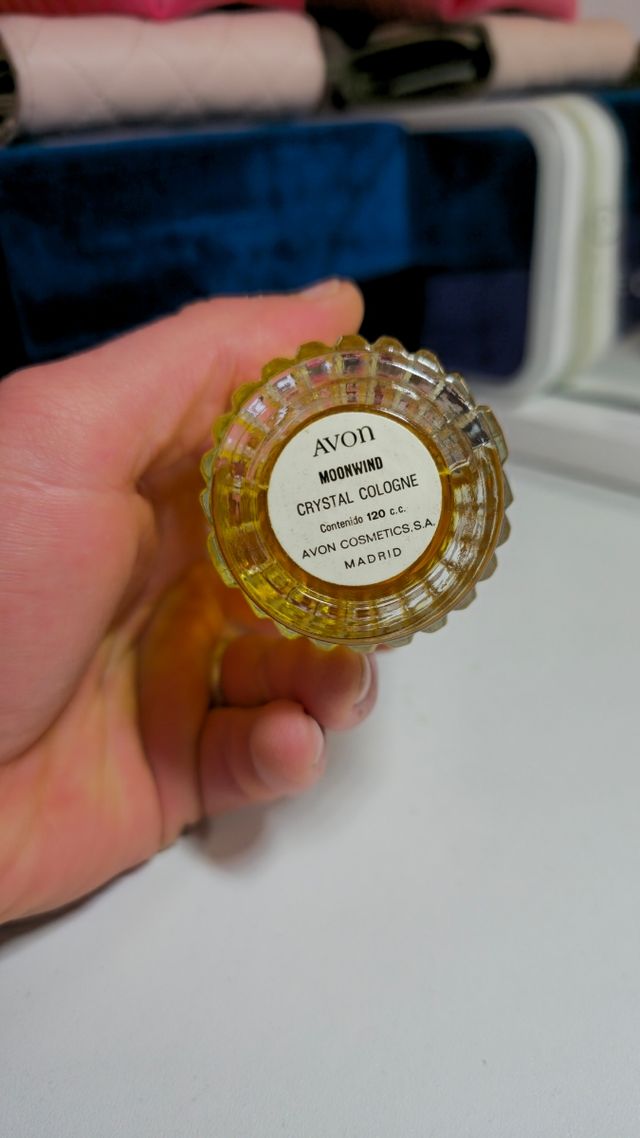 AVON
MOONWIND
CRYSTAL COLOGNE
Contenido 120 c.c.
AVON COSMETICS, S.A.
MADRID